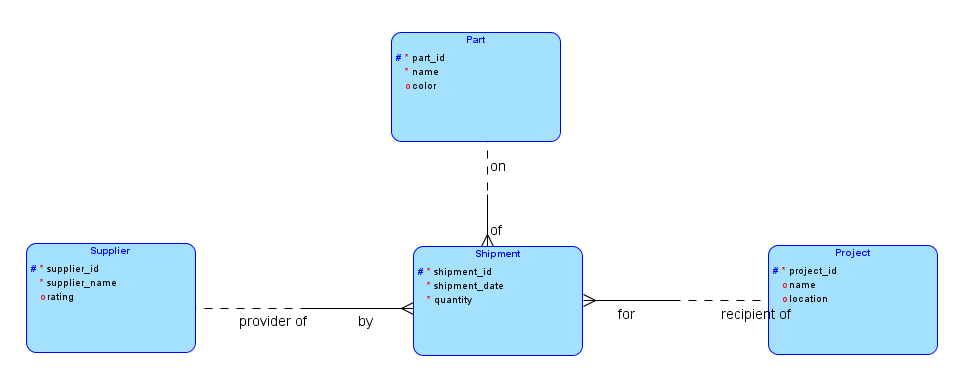 Part
# * part_id
* name
o color
on
of
Supplier
# * supplier_id
* supplier_name
o rating
provider of
by
Shipment
# * shipment_id
* shipment_date
* quantity
for
recipient of
Project
# * project_id
o name
o location